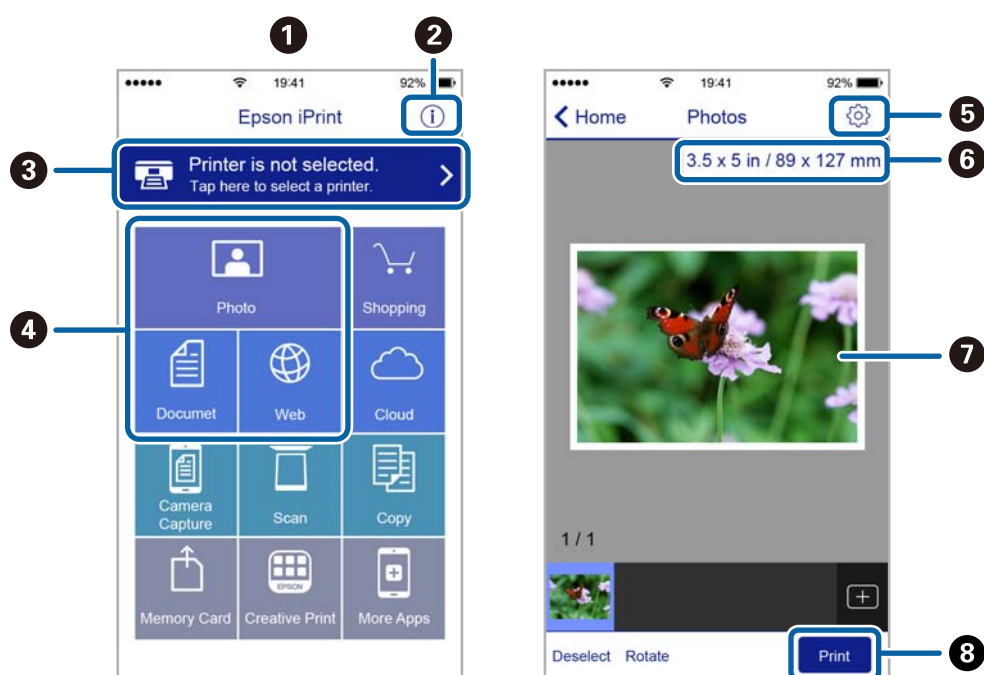 1
2
19:41
92%
Epson iPrint
3
Printer is not selected.
Tap here to select a printer.
4
Photo
Shopping
Documet
Web
Cloud
Camera
Capture
Scan
Copy
EPSON
Memory Card
Creative Print
More Apps
19:41
92%
Home
Photos
5
3.5 x 5 in / 89 x 127 mm
6
7
1 / 1
Deselect
Rotate
Print
8